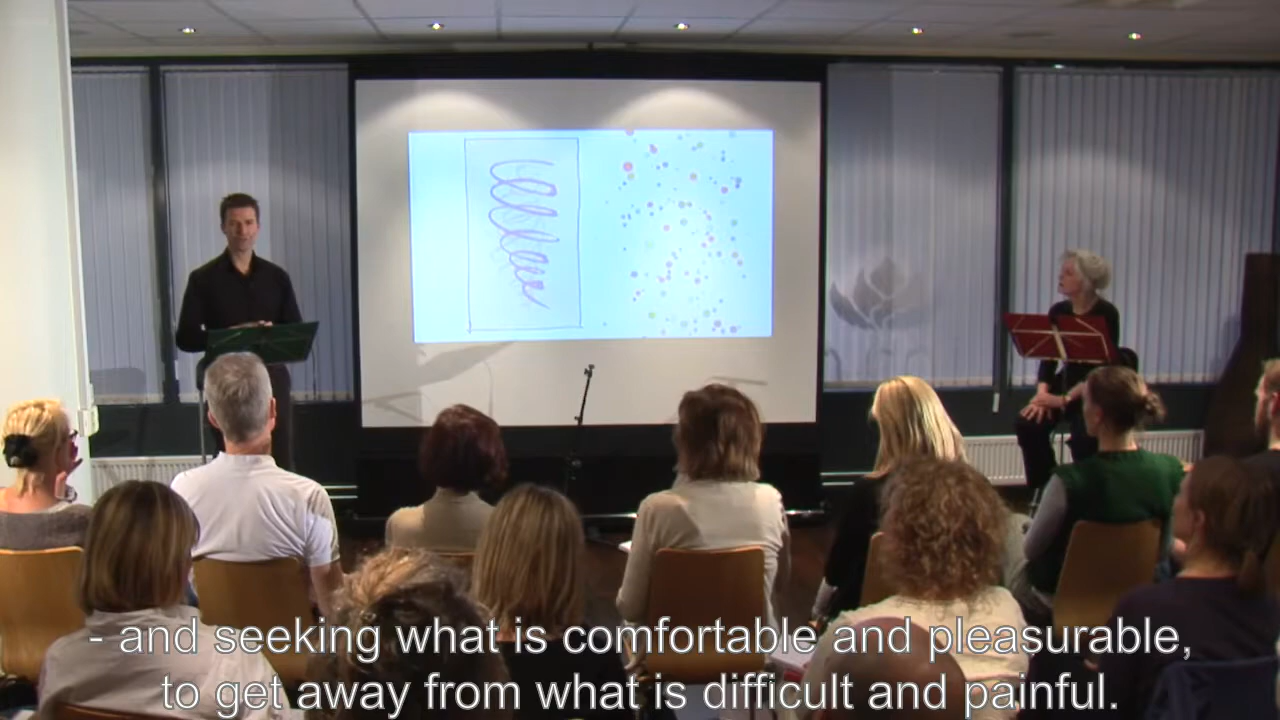 - and seeking what is comfortable and pleasurable,
to get away from what is difficult and painful.